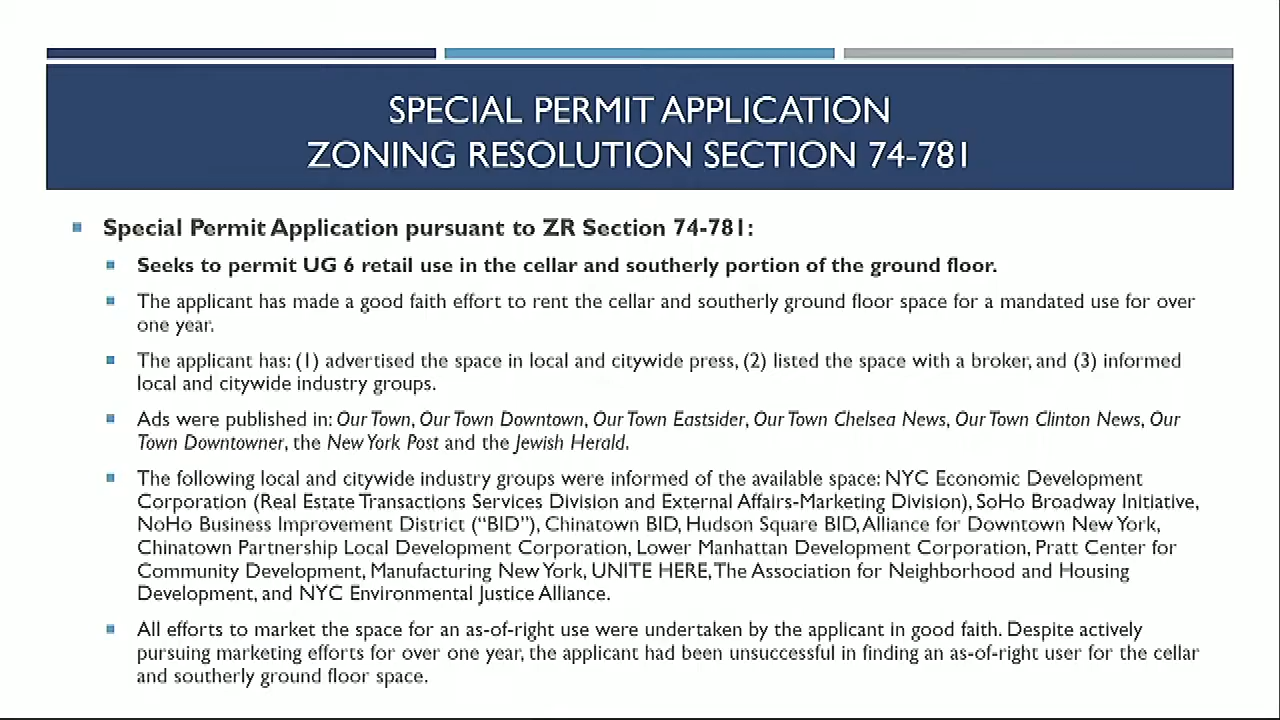 SPECIAL PERMIT APPLICATION
ZONING RESOLUTION SECTION 74-781
Special Permit Application pursuant to ZR Section 74-781:
Seeks to permit UG 6 retail use in the cellar and southerly portion of the ground floor.
The applicant has made a good faith effort to rent the cellar and southerly ground floor space for a mandated use for over
one year.
The applicant has: (1) advertised the space in local and citywide press, (2) listed the space with a broker, and (3) informed
local and citywide industry groups.
Ads were published in: Our Town, Our Town Downtown, Our Town Eastsider, Our Town Chelsea News, Our Town Clinton News, Our
Town Downtowner, the New York Post and the Jewish Herald.
The following local and citywide industry groups were informed of the available space: NYC Economic Development
Corporation (Real Estate Transactions Services Division and External Affairs-Marketing Division), SoHo Broadway Initiative,
NoHo Business Improvement District (“BID”), Chinatown BID, Hudson Square BID, Alliance for Downtown New York,
Chinatown Partnership Local Development Corporation, Lower Manhattan Development Corporation, Pratt Center for
Community Development, Manufacturing New York, UNITE HERE, The Association for Neighborhood and Housing
Development, and NYC Environmental Justice Alliance.
All efforts to market the space for an as-of-right use were undertaken by the applicant in good faith. Despite actively
pursuing marketing efforts for over one year, the applicant had been unsuccessful in finding an as-of-right user for the cellar
and southerly ground floor space.